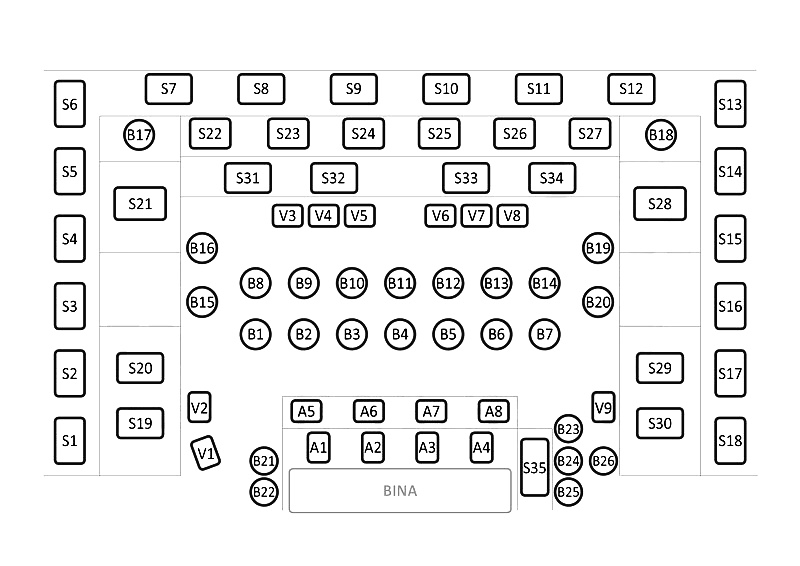 S7 S8 S9 S10 S11 S12
S6 S13
B17 S22 S23 S24 S25 S26 S27 B18
S5 S31 S32 S33 S34 S14
S21 S28
V3 V4 V5 V6 V7 V8
S4 B16 B19 S15
B8 B9 B10 B11 B12 B13 B14
S3 B15 B20 S16
B1 B2 B3 B4 B5 B6 B7
S2 S20 S29 S17
V2 A5 A6 A7 A8 V9
S19 B23 S30
S1 A1 A2 A3 A4 S18
V1 B21 S35 B24 B26
B22 BINA B25